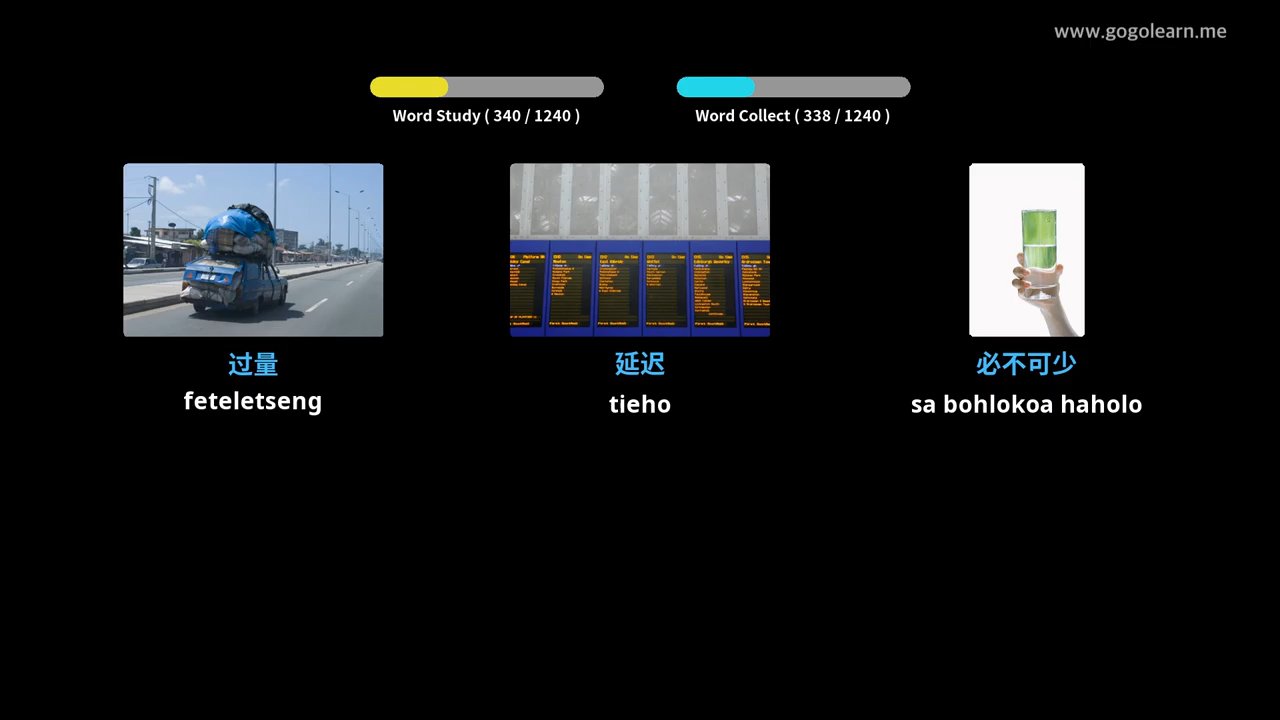 www.gogolearn.me
Word Study ( 340 / 1240 )
Word Collect ( 338 / 1240 )
过量
feteletseng
延迟
tieho
必不可少
sa bohlokoa haholo